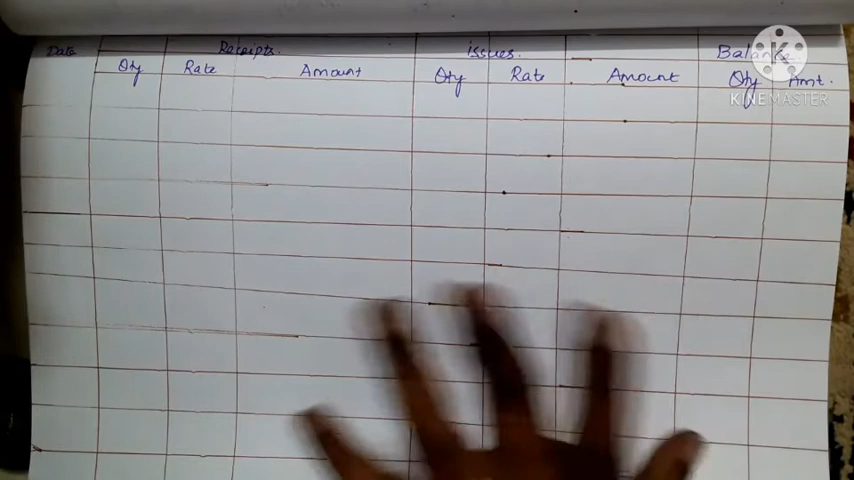 Date Receipts. issues. Balance.
Qty Rate Amount Qty Rate Amount Qty Amt.
KINEMASTER